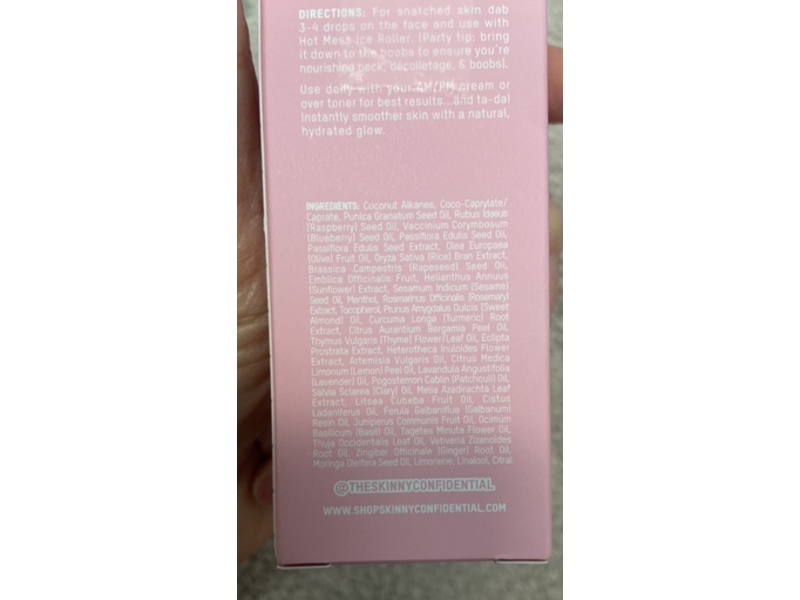 DIRECTIONS: For snatched skin dab
3-4 drops on the face and use with
Hot Mess Ice Roller. (Party tip: bring
it down to the boobs to ensure you're
nourishing neck, décolletage, & boobs).
Use daily with your AM/PM cream or
over toner for best results...and ta-da!
Instantly smoother skin with a natural,
hydrated glow.
INGREDIENTS: Coconut Alkanes, Coco-Caprylate/
Caprate, Punica Granatum Seed Oil, Rubus Idaeus
(Raspberry) Seed Oil, Vaccinium Corymbosum
(Blueberry) Seed Oil, Passiflora Edulis Seed Oil,
Passiflora Edulis Seed Extract, Olea Europaea
(Olive) Fruit Oil, Oryza Sativa (Rice) Bran Extract,
Brassica Campestris (Rapeseed) Seed Oil,
Emblica Officinalis Fruit, Helianthus Annuus
(Sunflower) Extract, Sesamum Indicum (Sesame)
Seed Oil, Menthol, Rosmarinus Officinalis (Rosemary)
Extract, Tocopherol, Prunus Amygdalus Dulcis (Sweet
Almond) Oil, Curcuma Longa (Turmeric) Root
Extract, Citrus Aurantium Bergamia Peel Oil,
Thymus Vulgaris (Thyme) Flower/Leaf Oil, Eclipta
Prostrata Extract, Heterotheca Inuloides Flower
Extract, Artemisia Vulgaris Oil, Citrus Medica
Limonum (Lemon) Peel Oil, Lavandula Angustifolia
(Lavender) Oil, Pogostemon Cablin (Patchouli) Oil,
Salvia Sclarea (Clary) Oil, Melia Azadirachta Leaf
Extract, Litsea Cubeba Fruit Oil, Cistus
Ladaniferus Oil, Ferula Galbaniflua (Galbanum)
Resin Oil, Juniperus Communis Fruit Oil, Ocimum
Basilicum (Basil) Oil, Tagetes Minuta Flower Oil,
Thuja Occidentalis Leaf Oil, Vetiveria Zizanoides
Root Oil, Zingiber Officinale (Ginger) Root Oil,
Moringa Oleifera Seed Oil, Limonene, Linalool, Citral
@THESKINNYCONFIDENTIAL
WWW.SHOPSKINNYCONFIDENTIAL.COM